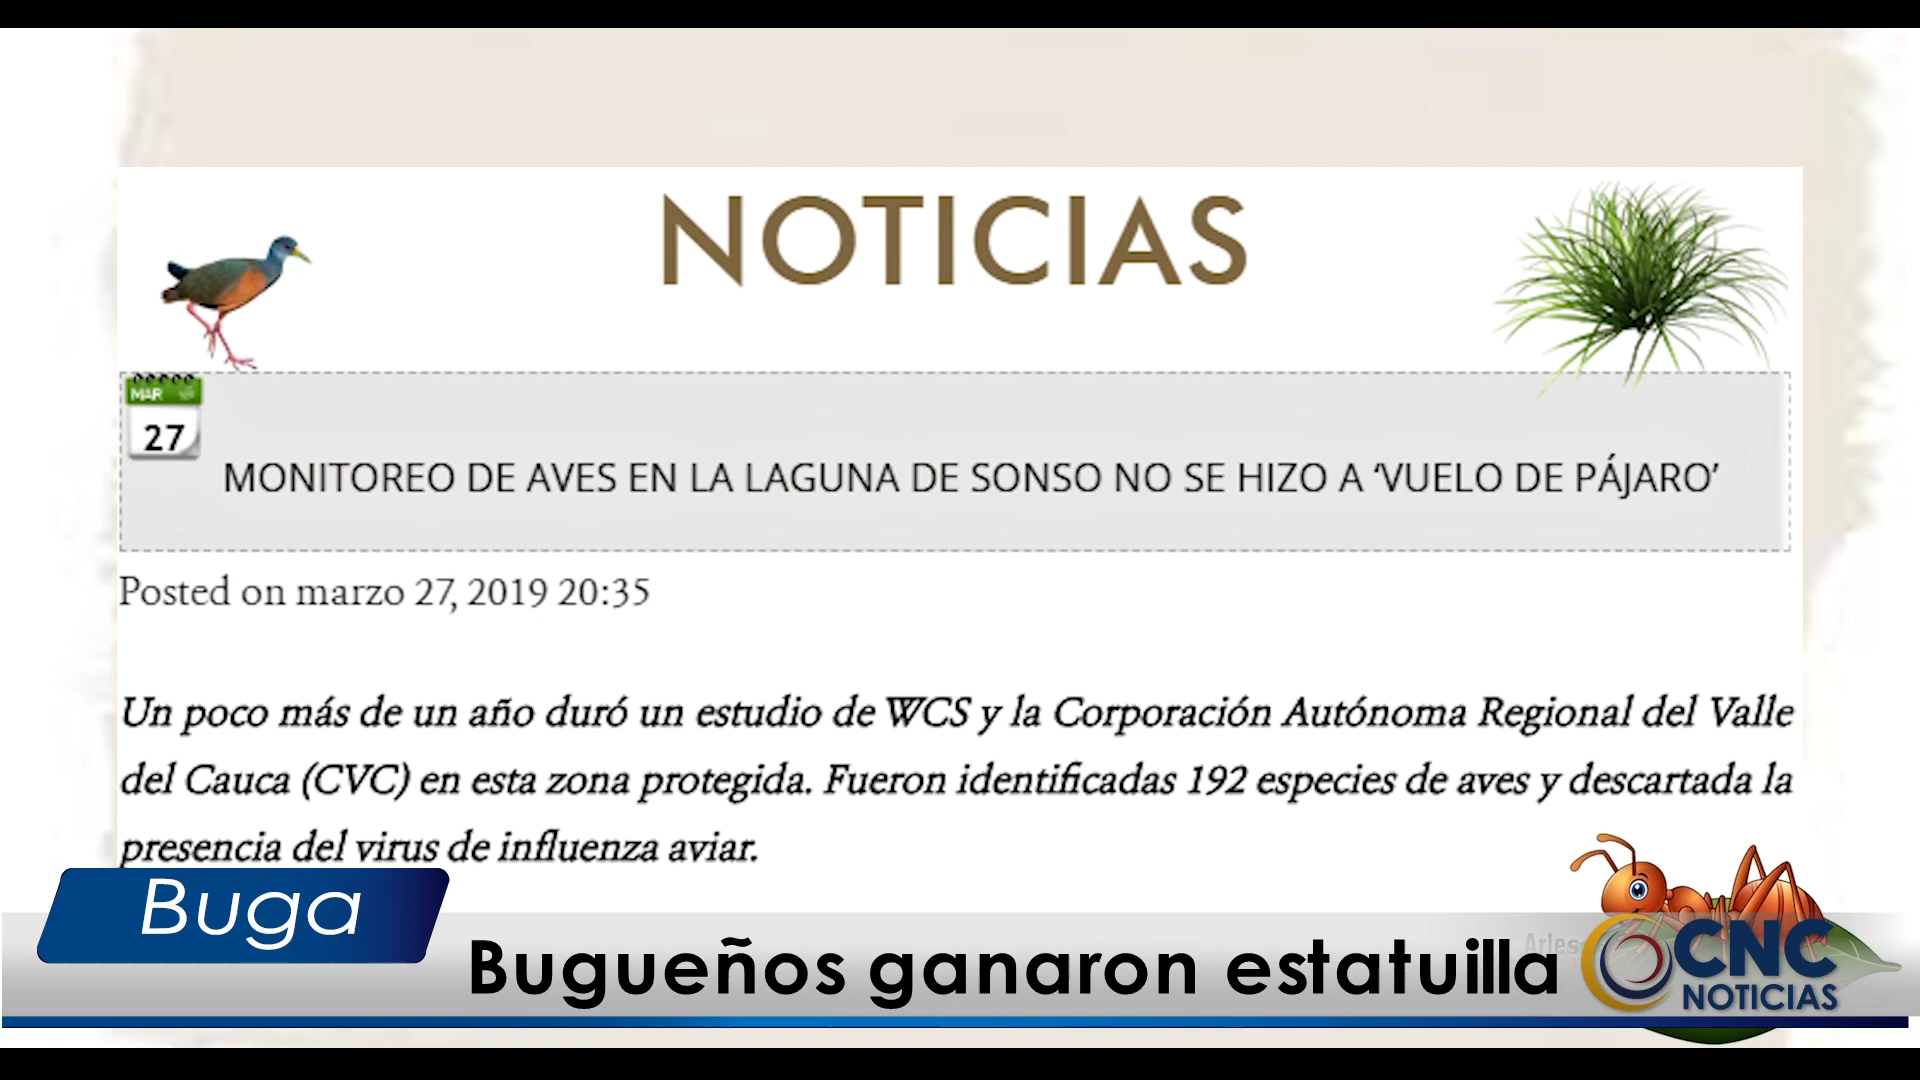 NOTICIAS
MAR
27
MONITOREO DE AVES EN LA LAGUNA DE SONSO NO SE HIZO A ‘VUELO DE PÁJARO’
Posted on marzo 27, 2019 20:35
Un poco más de un año duró un estudio de WCS y la Corporación Autónoma Regional del Valle
del Cauca (CVC) en esta zona protegida. Fueron identificadas 192 especies de aves y descartada la
presencia del virus de influenza aviar.
Buga
Bugueños ganaron estatuilla
CNC
NOTICIAS